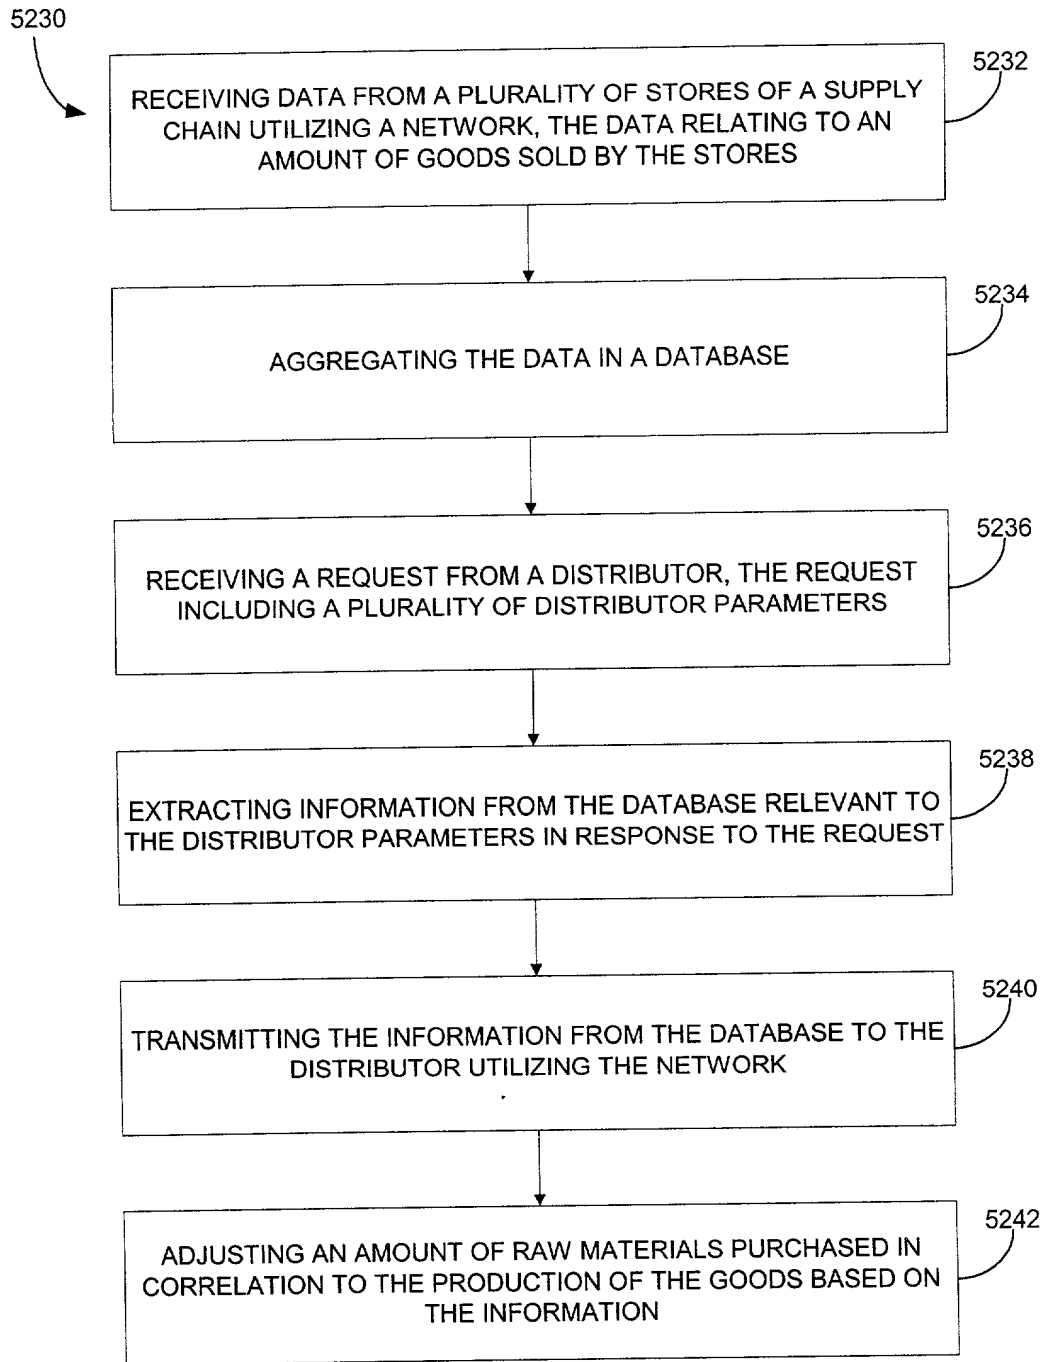 5230
5232
RECEIVING DATA FROM A PLURALITY OF STORES OF A SUPPLY
CHAIN UTILIZING A NETWORK, THE DATA RELATING TO AN
AMOUNT OF GOODS SOLD BY THE STORES
5234
AGGREGATING THE DATA IN A DATABASE
5236
RECEIVING A REQUEST FROM A DISTRIBUTOR, THE REQUEST
INCLUDING A PLURALITY OF DISTRIBUTOR PARAMETERS
5238
EXTRACTING INFORMATION FROM THE DATABASE RELEVANT TO
THE DISTRIBUTOR PARAMETERS IN RESPONSE TO THE REQUEST
5240
TRANSMITTING THE INFORMATION FROM THE DATABASE TO THE
DISTRIBUTOR UTILIZING THE NETWORK
5242
ADJUSTING AN AMOUNT OF RAW MATERIALS PURCHASED IN
CORRELATION TO THE PRODUCTION OF THE GOODS BASED ON
THE INFORMATION